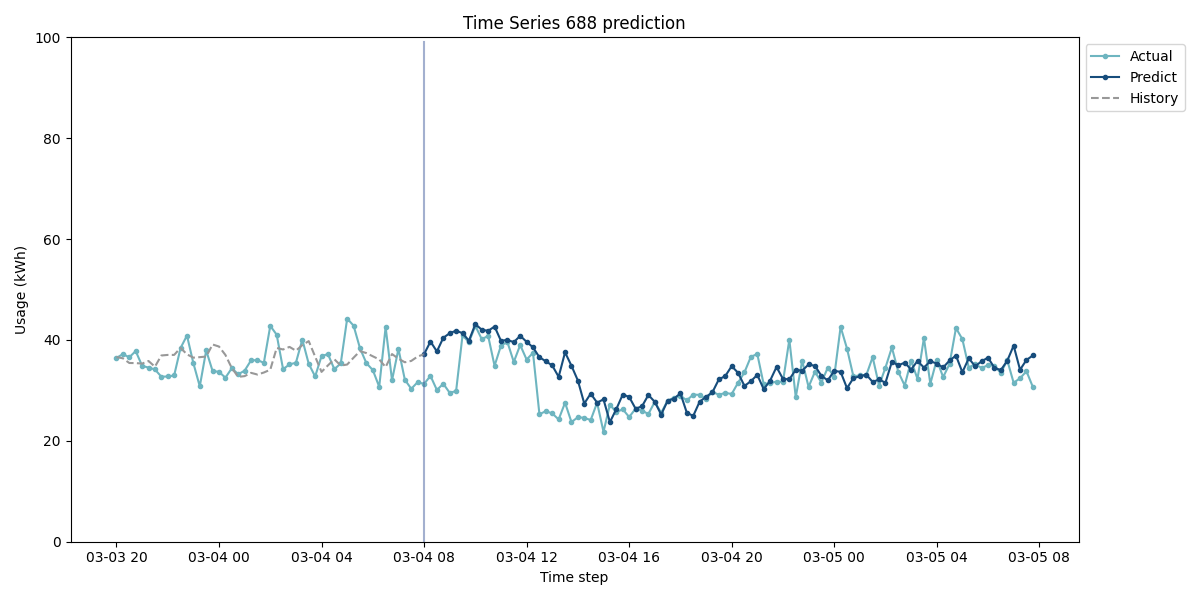 Time Series 688 prediction
100
80
60
40
20
0
Usage (kWh)
03-03 20
03-04 00
03-04 04
03-04 08
03-04 12
03-04 16
03-04 20
03-05 00
03-05 04
03-05 08
Time step
Actual
Predict
History